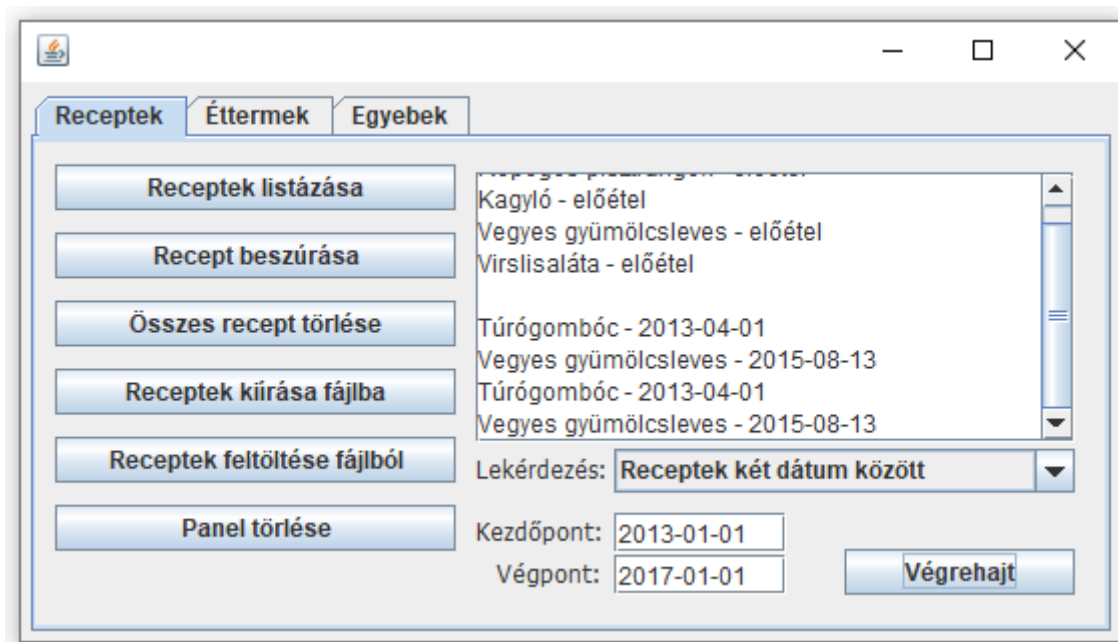 Receptek Éttermek Egyebek
Receptek listázása
Recept beszúrása
Összes recept törlése
Receptek kiírása fájlba
Receptek feltöltése fájlból
Panel törlése
- előétel
Kagyló - előétel
Vegyes gyümölcsleves - előétel
Virslisaláta - előétel
Túrógombóc - 2013-04-01
Vegyes gyümölcsleves - 2015-08-13
Túrógombóc - 2013-04-01
Vegyes gyümölcsleves - 2015-08-13
Lekérdezés: Receptek két dátum között
Kezdőpont: 2013-01-01
Végpont: 2017-01-01
Végrehajt